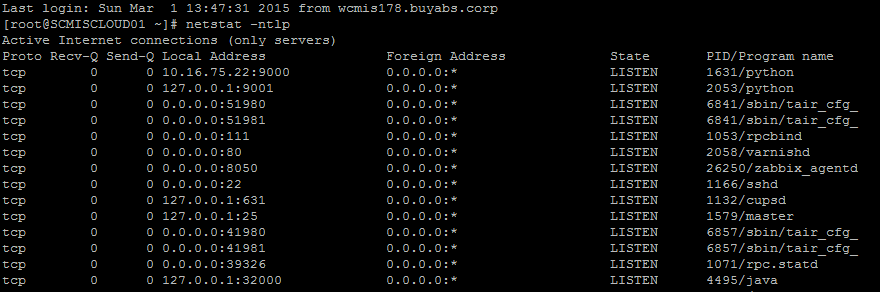 Last login: Sun Mar  1 13:47:31 2015 from wcmis178.buyabs.corp
[root@SCMISCLOUD01 ~]# netstat -ntlp
Active Internet connections (only servers)
Proto Recv-Q Send-Q Local Address               Foreign Address             State       PID/Program name
tcp        0      0 10.16.75.22:9000            0.0.0.0:*                   LISTEN      1631/python
tcp        0      0 127.0.0.1:9001              0.0.0.0:*                   LISTEN      2053/python
tcp        0      0 0.0.0.0:51980               0.0.0.0:*                   LISTEN      6841/sbin/tair_cfg_
tcp        0      0 0.0.0.0:51981               0.0.0.0:*                   LISTEN      6841/sbin/tair_cfg_
tcp        0      0 0.0.0.0:111                 0.0.0.0:*                   LISTEN      1053/rpcbind
tcp        0      0 0.0.0.0:80                  0.0.0.0:*                   LISTEN      2058/varnishd
tcp        0      0 0.0.0.0:8050                0.0.0.0:*                   LISTEN      26250/zabbix_agentd
tcp        0      0 0.0.0.0:22                  0.0.0.0:*                   LISTEN      1166/sshd
tcp        0      0 127.0.0.1:631               0.0.0.0:*                   LISTEN      1132/cupsd
tcp        0      0 127.0.0.1:25                0.0.0.0:*                   LISTEN      1579/master
tcp        0      0 0.0.0.0:41980               0.0.0.0:*                   LISTEN      6857/sbin/tair_cfg_
tcp        0      0 0.0.0.0:41981               0.0.0.0:*                   LISTEN      6857/sbin/tair_cfg_
tcp        0      0 0.0.0.0:39326               0.0.0.0:*                   LISTEN      1071/rpc.statd
tcp        0      0 127.0.0.1:32000             0.0.0.0:*                   LISTEN      4495/java